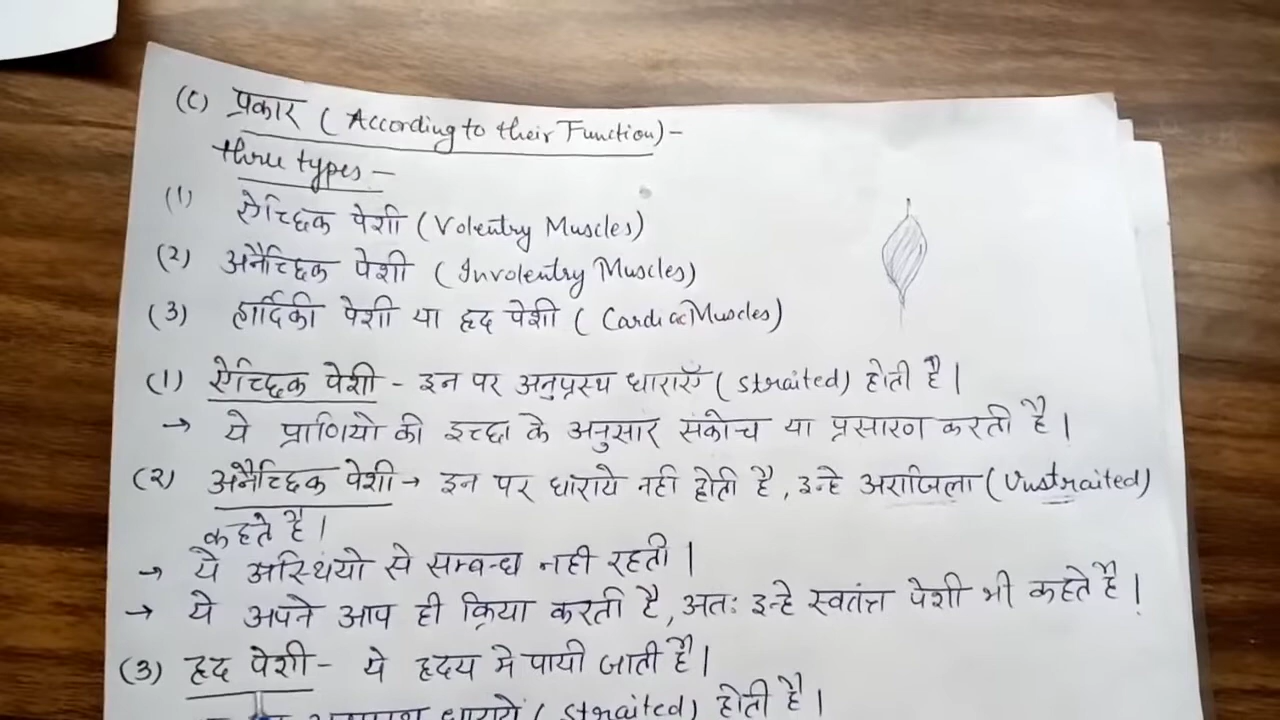 (C) प्रकार ( According to their Function) -
three types -
(1) ऐच्छिक पेशी ( Volentry Muscles)
(2) अनैच्छिक पेशी ( Involentry Muscles)
(3) हार्दिकी पेशी या हृद पेशी ( Cardiac Muscles)
(1) ऐच्छिक पेशी - इन पर अनुप्रस्थ धाराएँ ( straited) होती है।
→ ये प्राणियो की इच्छा के अनुसार संकोच या प्रसारण करती है।
(2) अनैच्छिक पेशी → इन पर धाराये नही होती है, इन्हे अराजिला ( Unstraited)
कहते है।
→ ये अस्थियो से सम्बन्ध नही रहती।
→ ये अपने आप ही क्रिया करती है, अतः इन्हे स्वतंत्त पेशी भी कहते है।
(3) हृद पेशी - ये हृदय मे पायी जाती है।
धाराये ( straited) होती है।